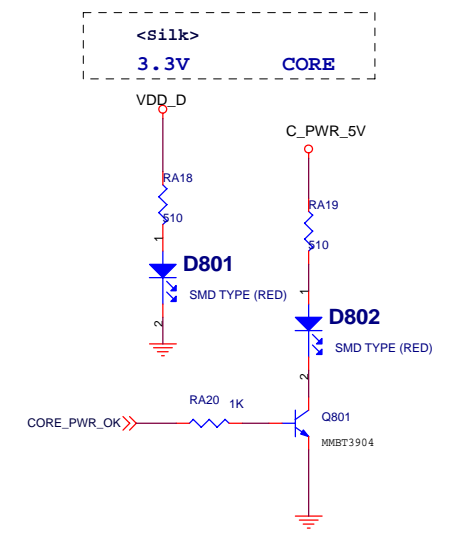 <Silk>
3.3V CORE
VDD_D
C_PWR_5V
RA18
510
RA19
510
1
D801
SMD TYPE (RED)
2
1
D802
SMD TYPE (RED)
2
RA20 1K
CORE_PWR_OK
Q801
MMBT3904